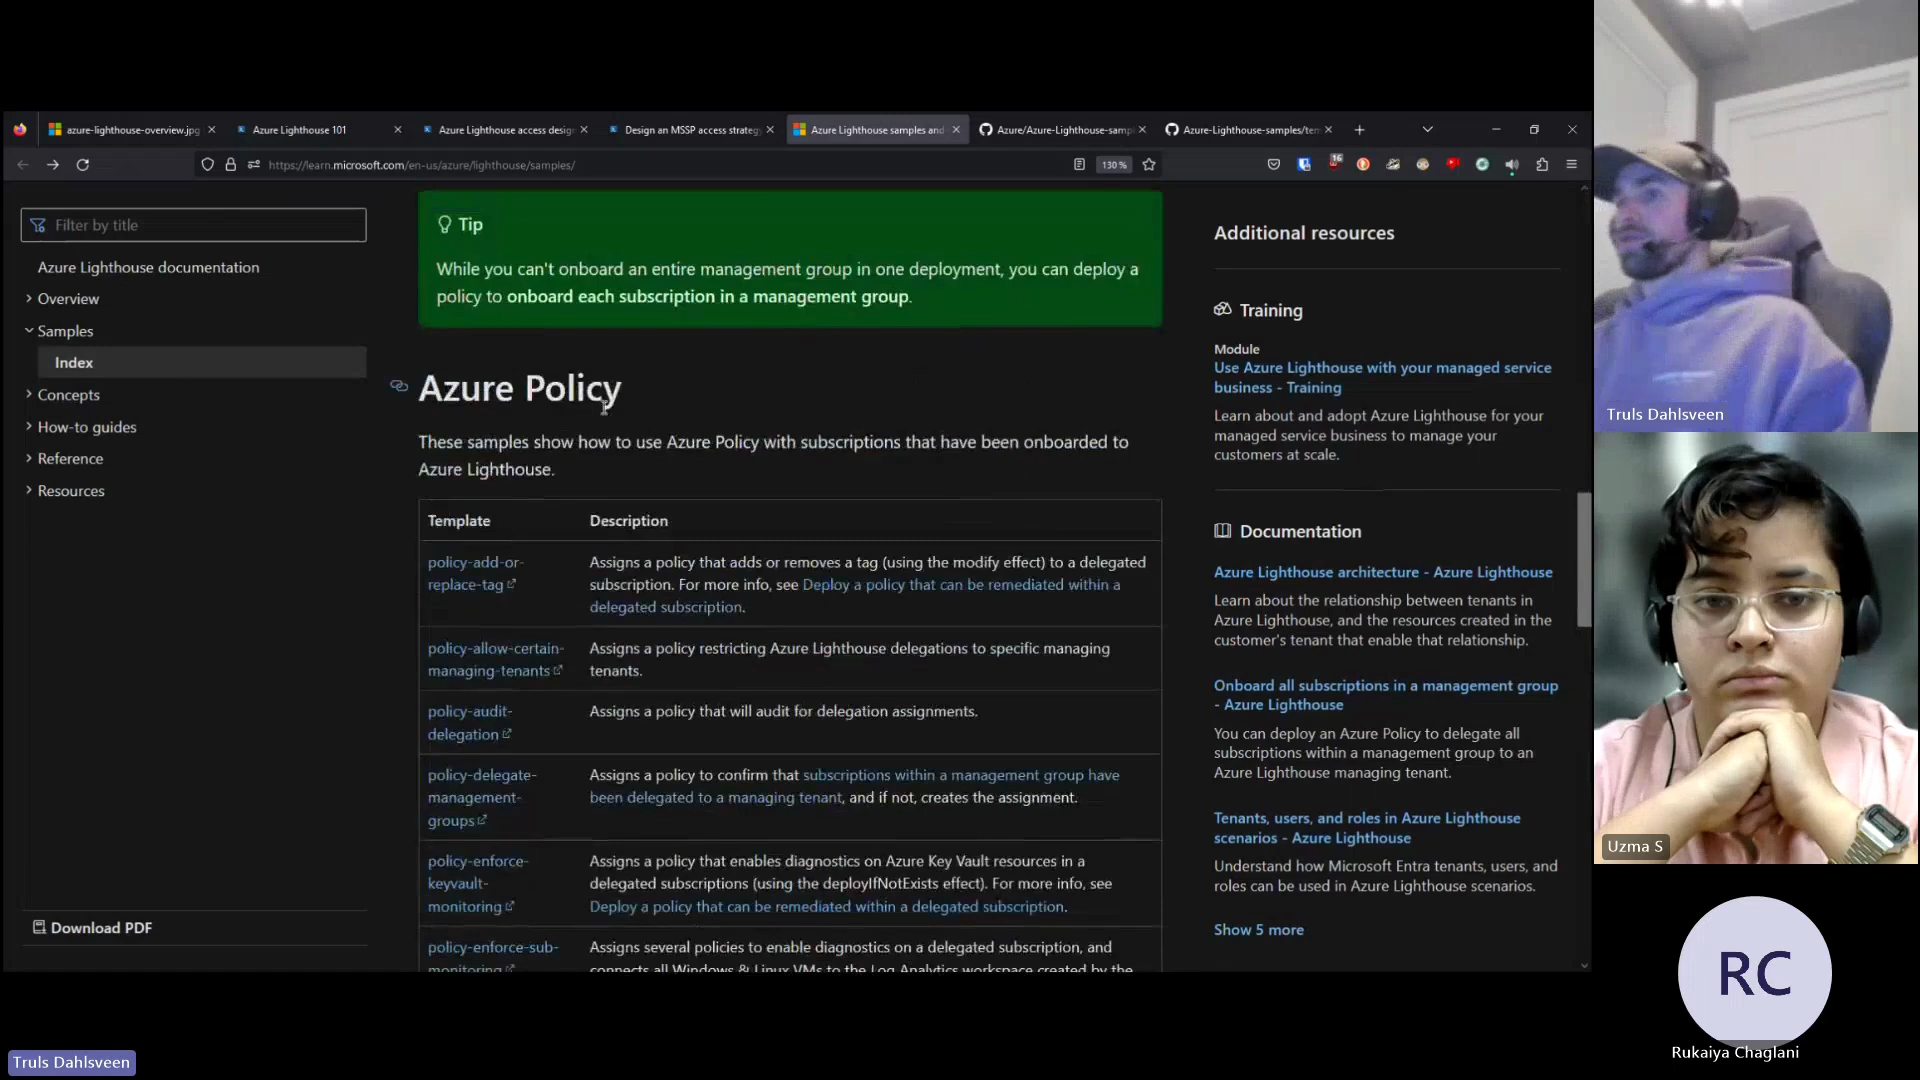 azure-lighthouse-overview.jpg
Azure Lighthouse 101
Azure Lighthouse access desig
Design an MSSP access strateg
Azure Lighthouse samples and
Azure/Azure-Lighthouse-samp
Azure-Lighthouse-samples/ten
https://learn.microsoft.com/en-us/azure/lighthouse/samples/
130%
16
Filter by title
Azure Lighthouse documentation
Overview
Samples
Index
Concepts
How-to guides
Reference
Resources
Download PDF
Tip
While you can't onboard an entire management group in one deployment, you can deploy a
policy to onboard each subscription in a management group.
Azure Policy
These samples show how to use Azure Policy with subscriptions that have been onboarded to
Azure Lighthouse.
Template Description
policy-add-or-
replace-tag
Assigns a policy that adds or removes a tag (using the modify effect) to a delegated
subscription. For more info, see Deploy a policy that can be remediated within a
delegated subscription.
policy-allow-certain-
managing-tenants
Assigns a policy restricting Azure Lighthouse delegations to specific managing
tenants.
policy-audit-
delegation
Assigns a policy that will audit for delegation assignments.
policy-delegate-
management-
groups
Assigns a policy to confirm that subscriptions within a management group have
been delegated to a managing tenant, and if not, creates the assignment.
policy-enforce-
keyvault-
monitoring
Assigns a policy that enables diagnostics on Azure Key Vault resources in a
delegated subscriptions (using the deployIfNotExists effect). For more info, see
Deploy a policy that can be remediated within a delegated subscription.
policy-enforce-sub-
monitoring
Assigns several policies to enable diagnostics on a delegated subscription, and
connects all Windows & Linux VMs to the Log Analytics workspace created by the
Additional resources
Training
Module
Use Azure Lighthouse with your managed service
business - Training
Learn about and adopt Azure Lighthouse for your
managed service business to manage your
customers at scale.
Documentation
Azure Lighthouse architecture - Azure Lighthouse
Learn about the relationship between tenants in
Azure Lighthouse, and the resources created in the
customer's tenant that enable that relationship.
Onboard all subscriptions in a management group
- Azure Lighthouse
You can deploy an Azure Policy to delegate all
subscriptions within a management group to an
Azure Lighthouse managing tenant.
Tenants, users, and roles in Azure Lighthouse
scenarios - Azure Lighthouse
Understand how Microsoft Entra tenants, users, and
roles can be used in Azure Lighthouse scenarios.
Show 5 more
Truls Dahlsveen
Uzma S
RC
Rukaiya Chaglani
Truls Dahlsveen